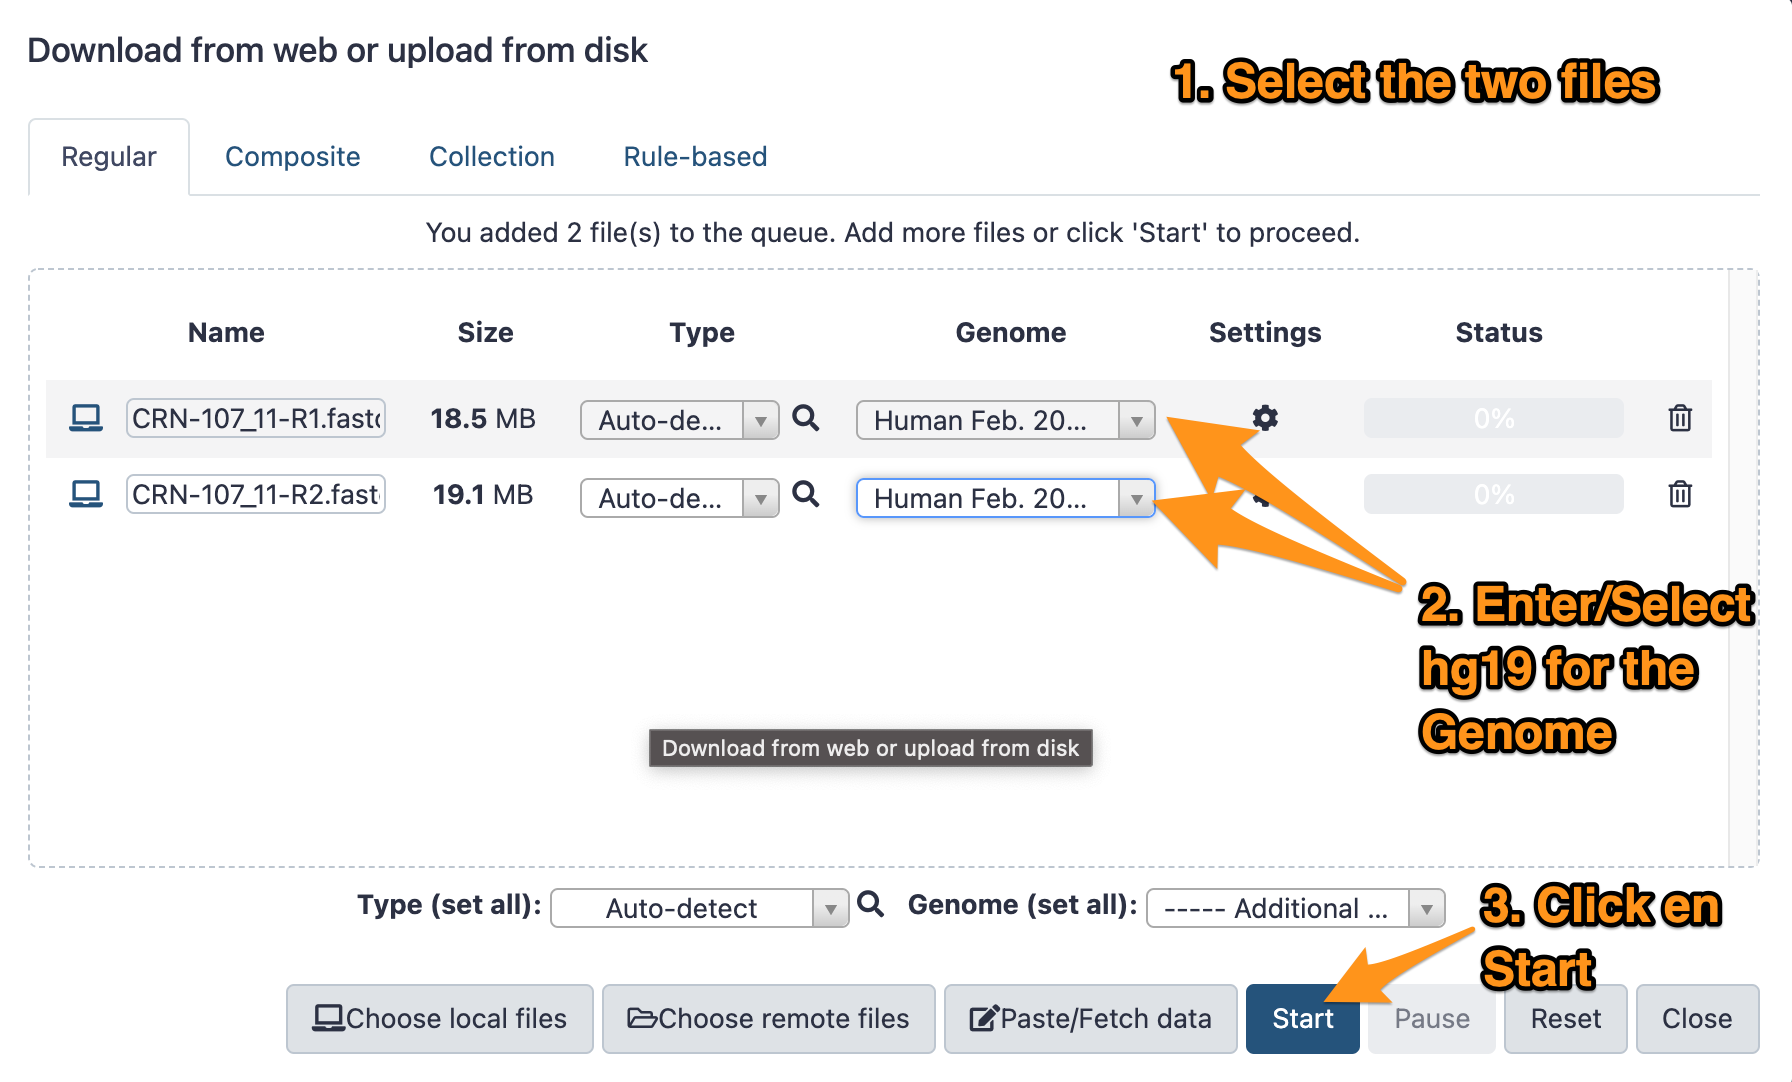 Download from web or upload from disk
1. Select the two files
Regular Composite Collection Rule-based
You added 2 file(s) to the queue. Add more files or click 'Start' to proceed.
Name Size Type Genome Settings Status
CRN-107_11-R1.fastq 18.5 MB Auto-de... Human Feb. 20... 0%
CRN-107_11-R2.fast 19.1 MB Auto-de... Human Feb. 20... 0%
2. Enter/Select
hg19 for the
Genome
Download from web or upload from disk
Type (set all): Auto-detect Genome (set all): ----- Additional ...
3. Click en
Start
Choose local files Choose remote files Paste/Fetch data Start Pause Reset Close